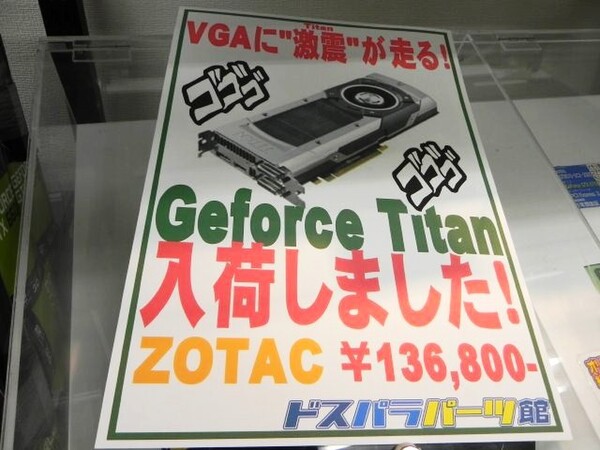 Titan
VGAに"激震"が走る!
ゴゴゴ
ゴゴゴ
Geforce Titan
入荷しました!
ZOTAC ¥136,800-
ドスパラパーツ館